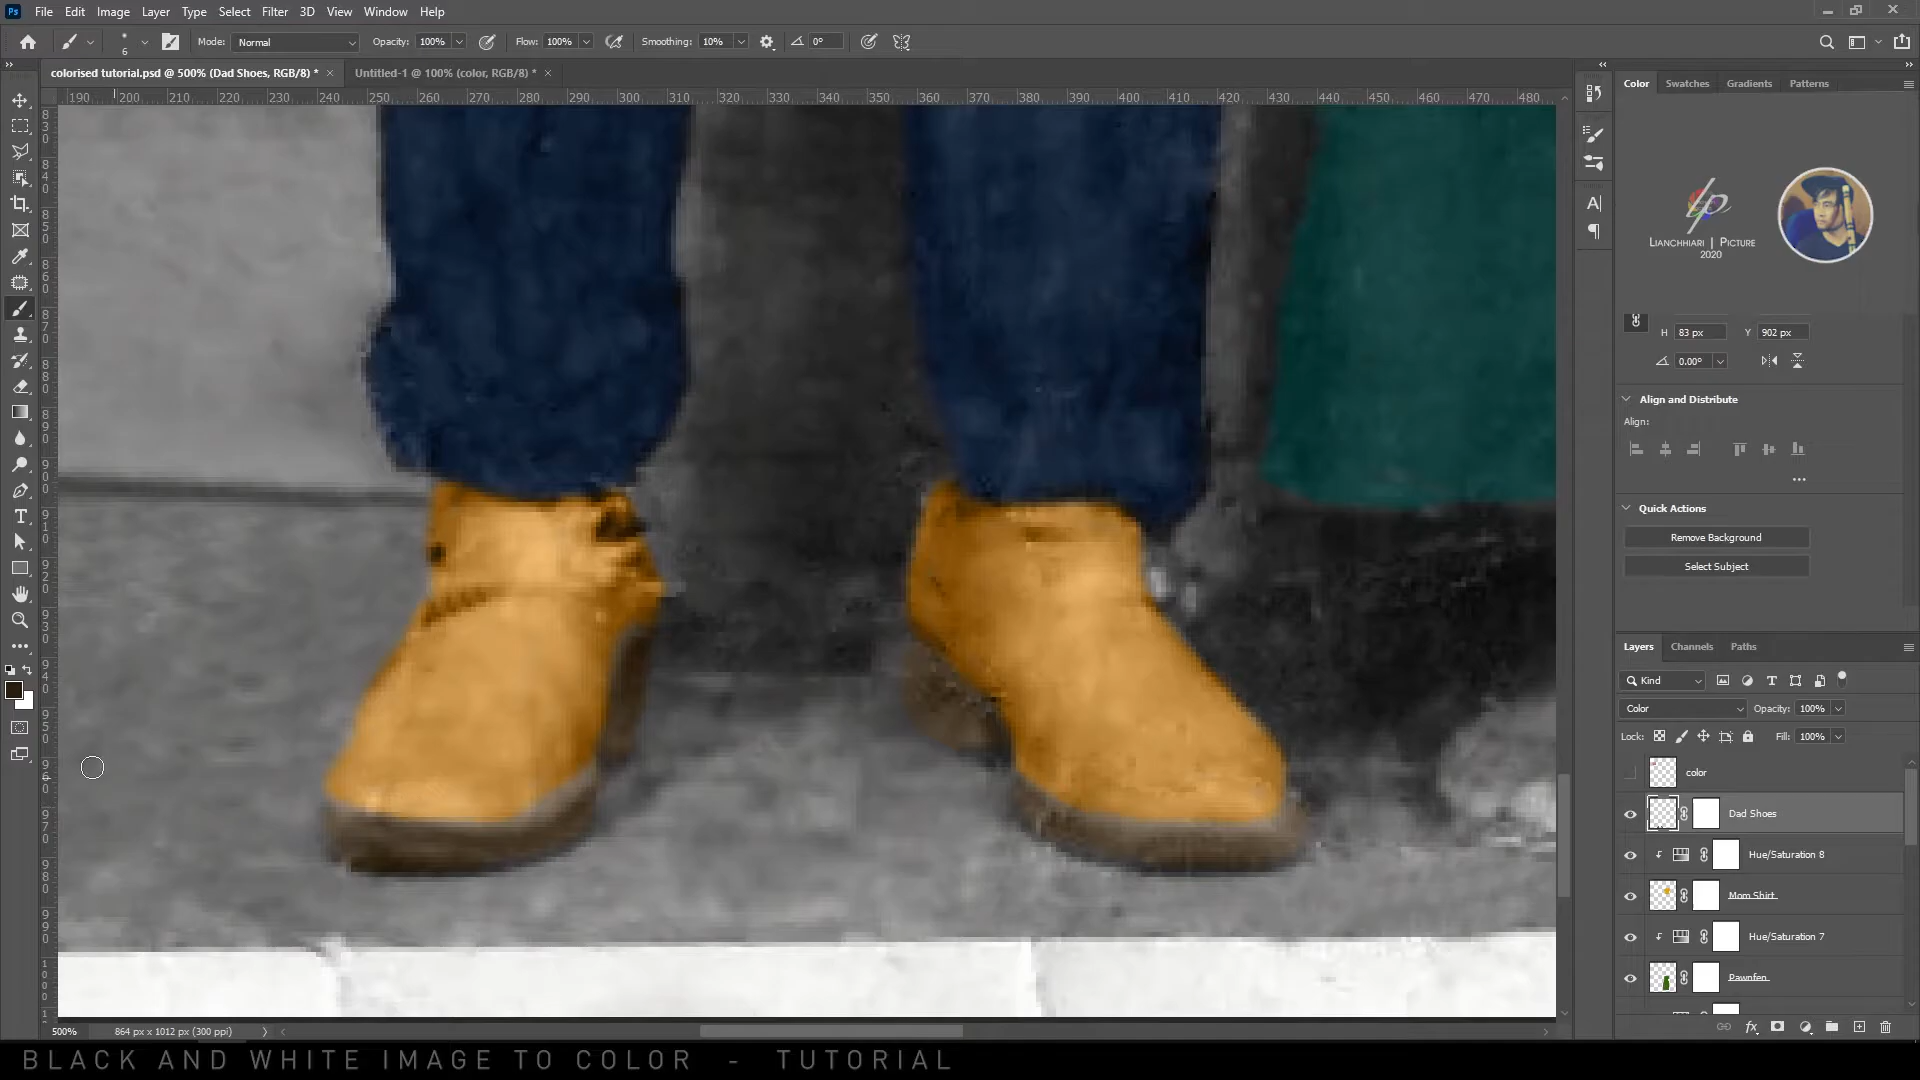 Ps File Edit Image Layer Type Select Filter 3D View Window Help
6 Mode: Normal Opacity: 100% Flow: 100% Smoothing: 10% 0°
colorised tutorial.psd @ 500% (Dad Shoes, RGB/8) * × Untitled-1 @ 100% (color, RGB/8) * ×
190 200 210 220 230 240 250 260 270 280 290 300 310 320 330 340 350 360 370 380 390 400 410 420 430 440 450 460 470 480
Color Swatches Gradients Patterns
LIANCHHIARI | PICTURE
2020
H 83 px Y 902 px
0.00°
Align and Distribute
Align:
Quick Actions
Remove Background
Select Subject
Layers Channels Paths
Kind
Color Opacity: 100%
Lock: Fill: 100%
color
Dad Shoes
Hue/Saturation 8
Mom Shirt
Hue/Saturation 7
Pawnfen
500% 864 px x 1012 px (300 ppi)
BLACK AND WHITE IMAGE TO COLOR - TUTORIAL